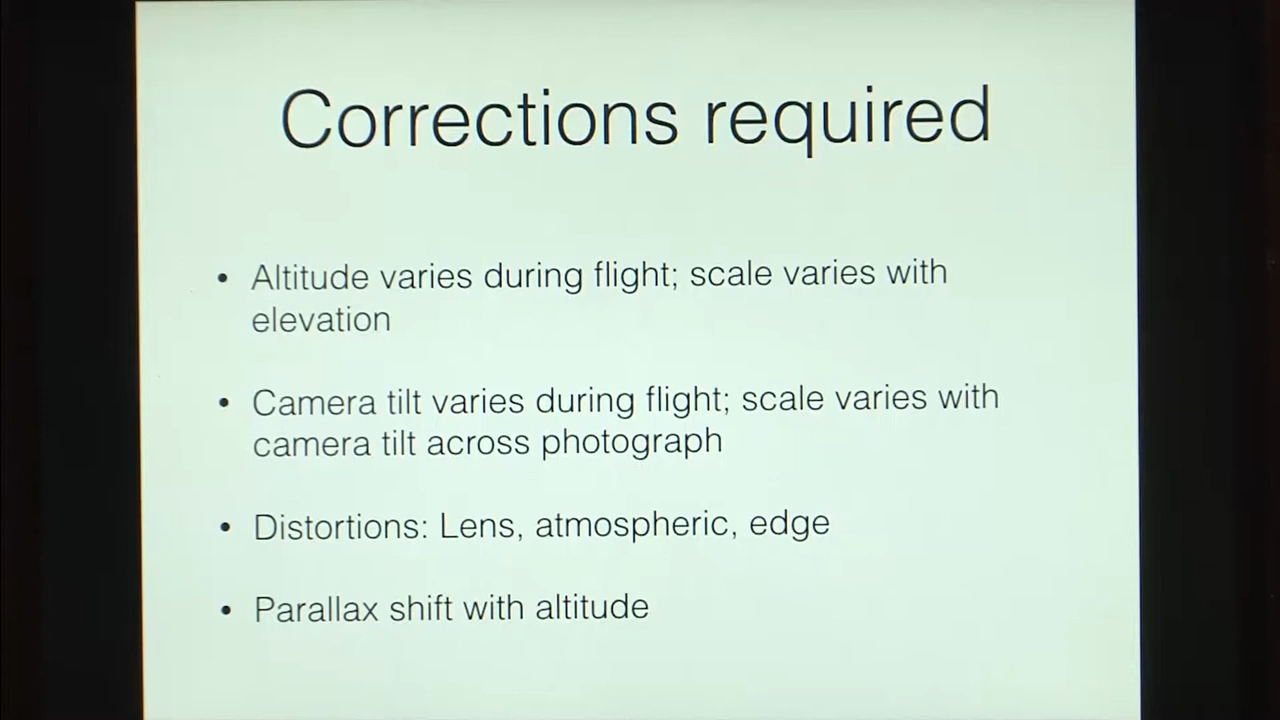 Corrections required
• Altitude varies during flight; scale varies with
elevation
• Camera tilt varies during flight; scale varies with
camera tilt across photograph
• Distortions: Lens, atmospheric, edge
• Parallax shift with altitude